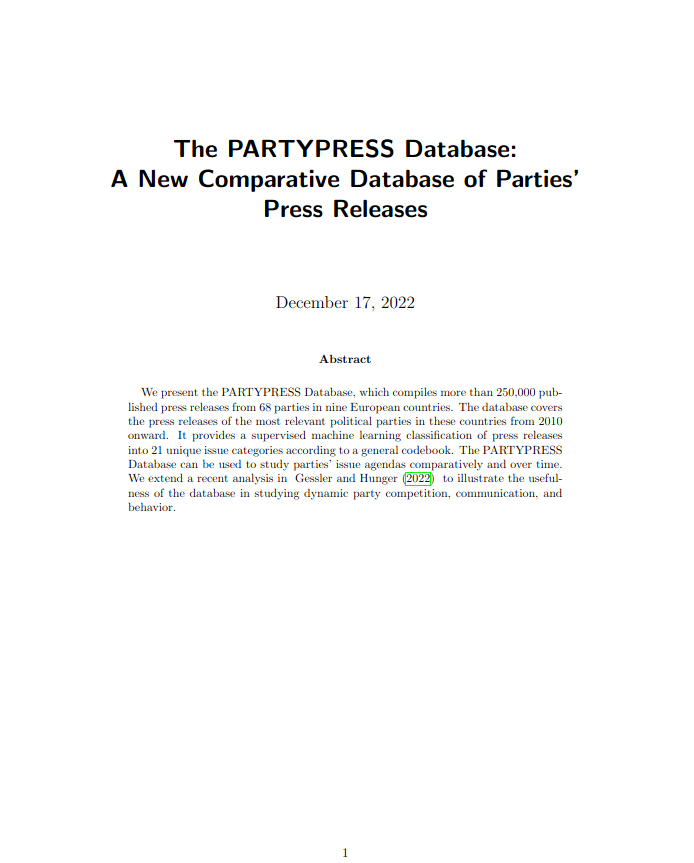 The PARTYPRESS Database:
A New Comparative Database of Parties'
Press Releases
December 17, 2022
Abstract
We present the PARTYPRESS Database, which compiles more than 250,000 pub-
lished press releases from 68 parties in nine European countries. The database covers
the press releases of the most relevant political parties in these countries from 2010
onward. It provides a supervised machine learning classification of press releases
into 21 unique issue categories according to a general codebook. The PARTYPRESS
Database can be used to study parties' issue agendas comparatively and over time.
We extend a recent analysis in Gessler and Hunger (2022) to illustrate the useful-
ness of the database in studying dynamic party competition, communication, and
behavior.
1